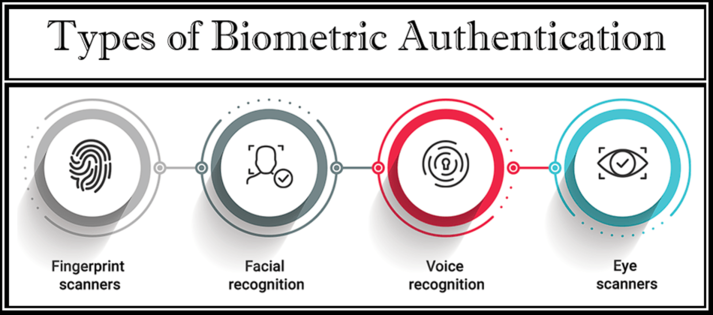 Types of Biometric Authentication
Fingerprint
scanners
Facial
recognition
Voice
recognition
Eye
scanners